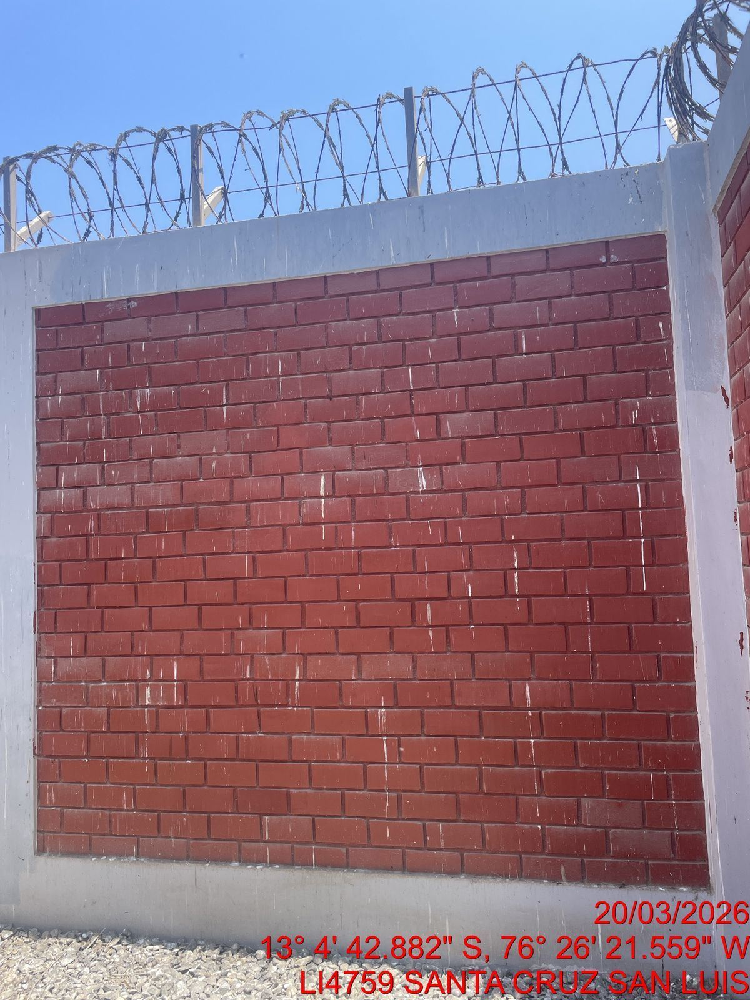 20/03/2026
13° 4' 42.882" S, 76° 26' 21.559" W
LI4759 SANTA CRUZ SAN LUIS